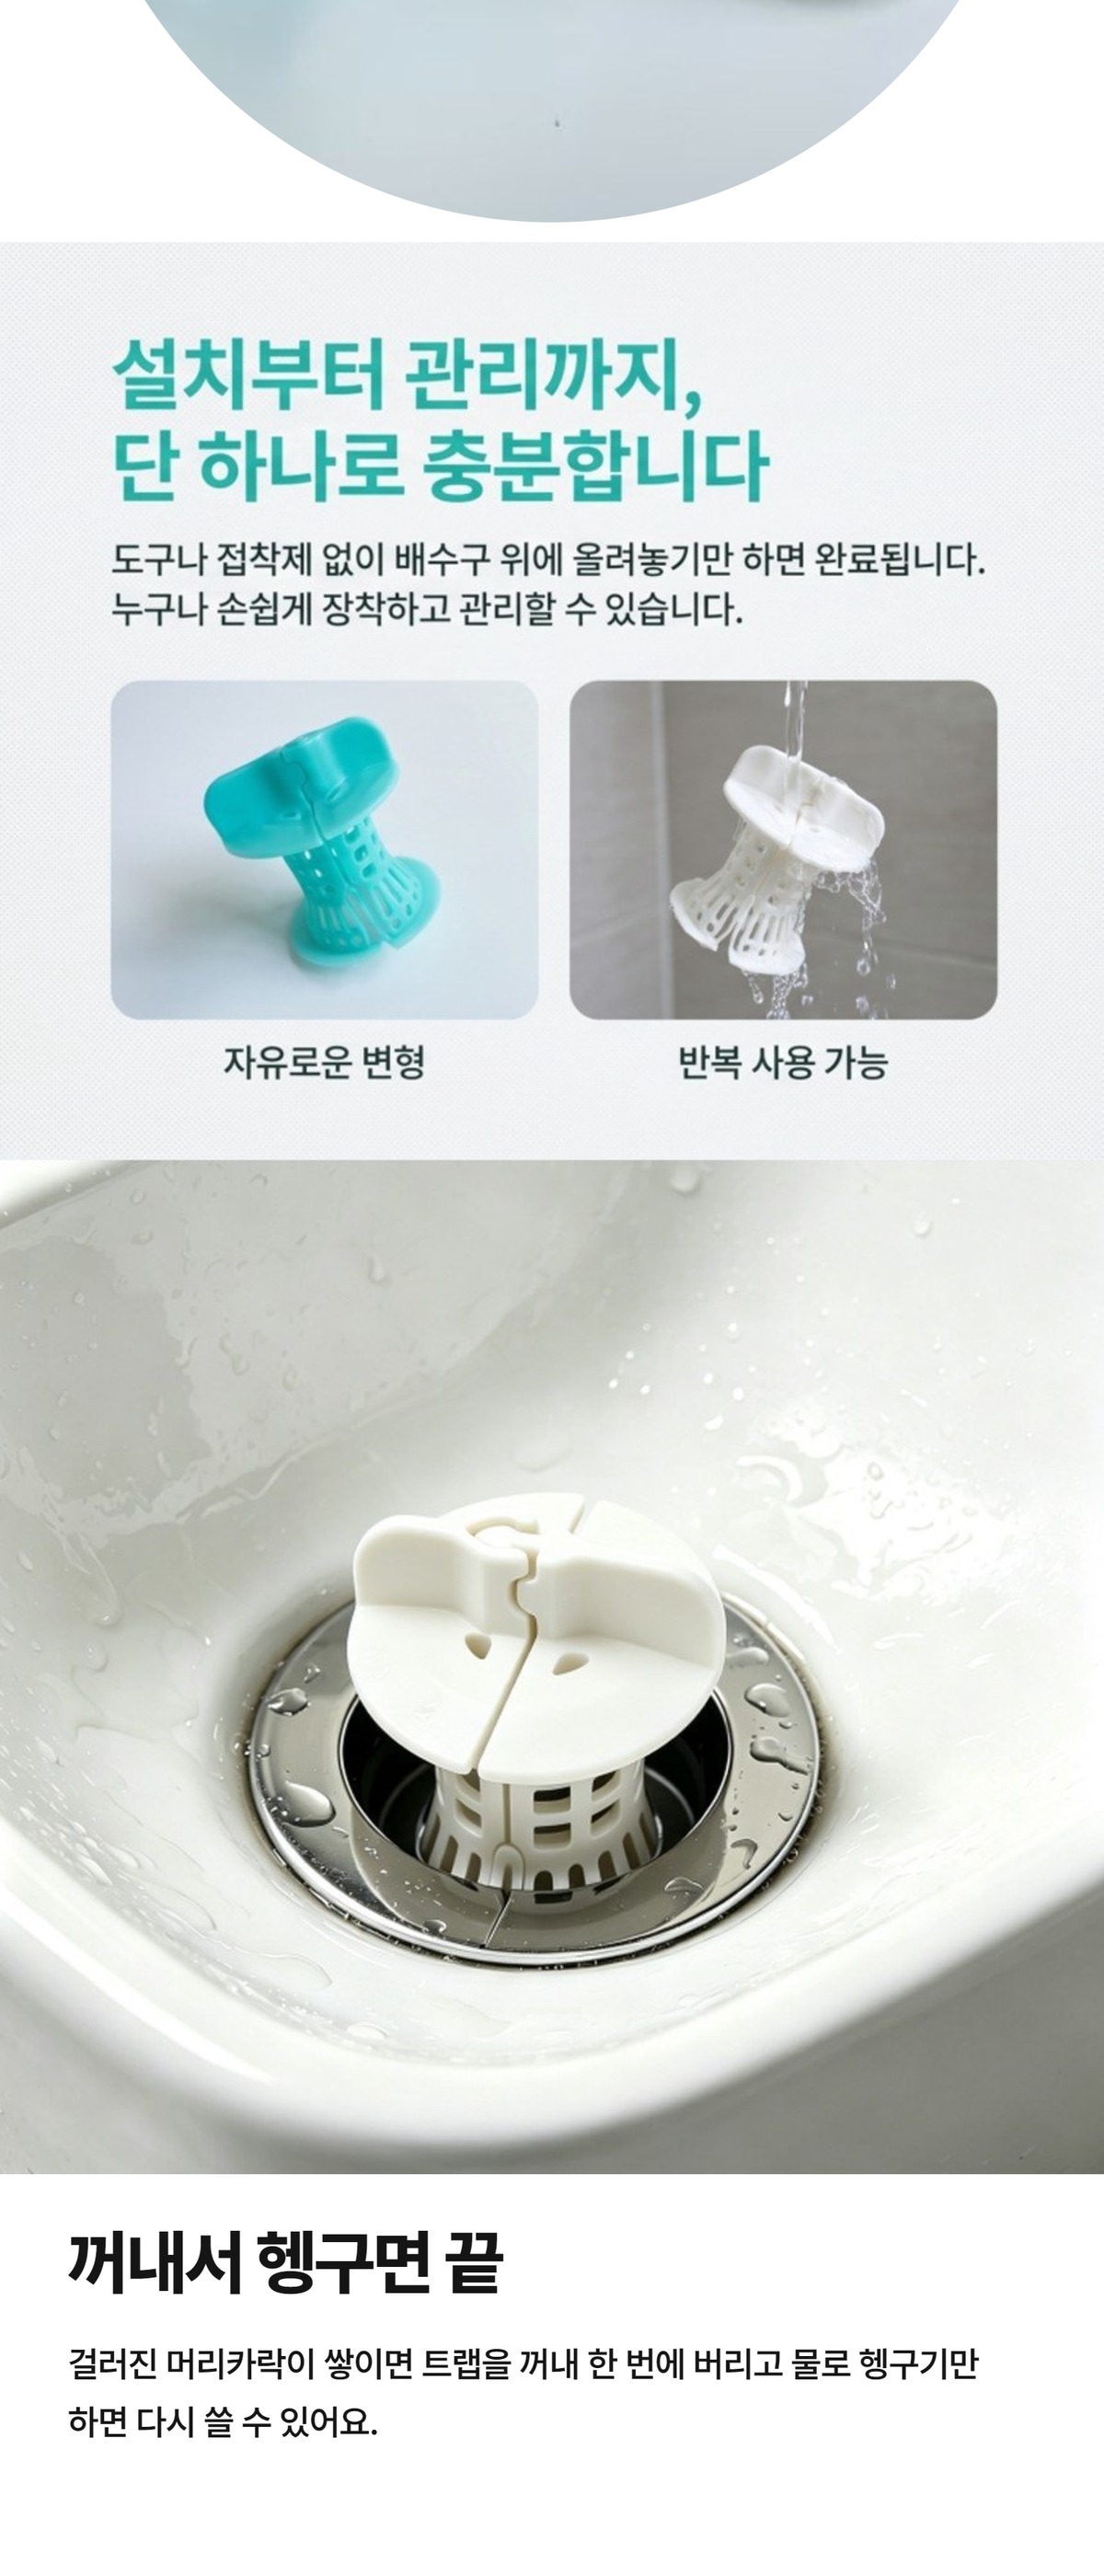 설치부터 관리까지,
단 하나로 충분합니다
도구나 접착제 없이 배수구 위에 올려놓기만 하면 완료됩니다.
누구나 손쉽게 장착하고 관리할 수 있습니다.
자유로운 변형
반복 사용 가능
꺼내서 헹구면 끝
걸러진 머리카락이 쌓이면 트랩을 꺼내 한 번에 버리고 물로 헹구기만
하면 다시 쓸 수 있어요.